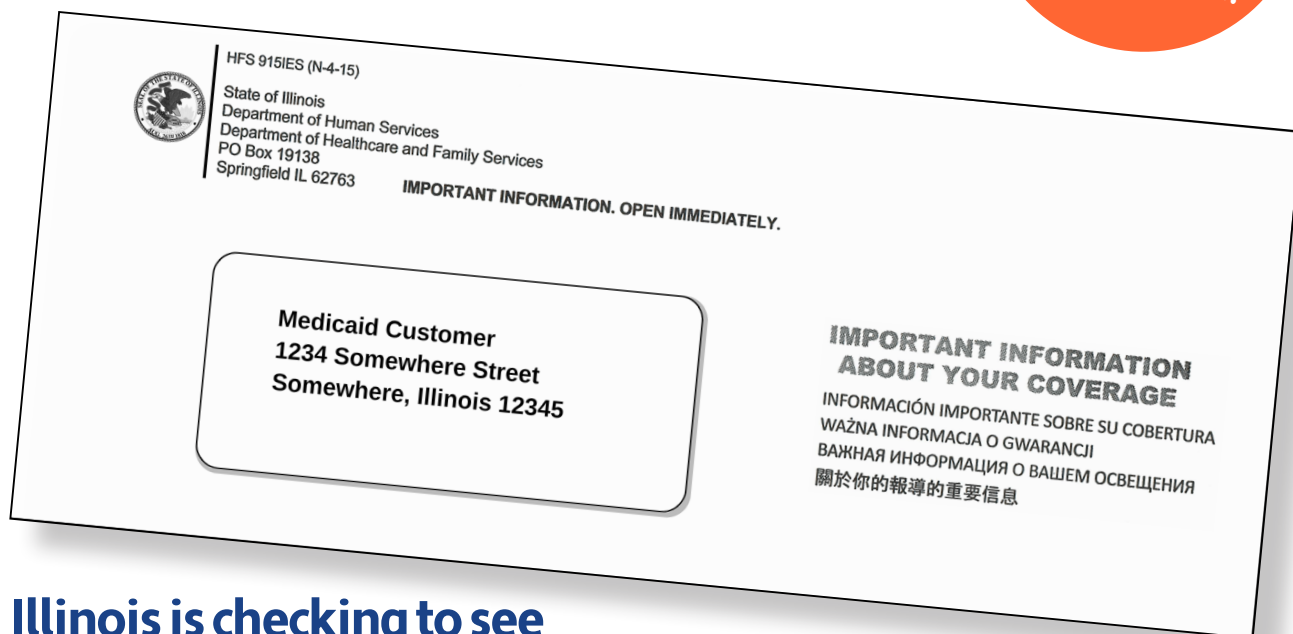 HFS 915IES (N-4-15)
State of Illinois
Department of Human Services
Department of Healthcare and Family Services
PO Box 19138
Springfield IL 62763
IMPORTANT INFORMATION. OPEN IMMEDIATELY.
Medicaid Customer
1234 Somewhere Street
Somewhere, Illinois 12345
IMPORTANT INFORMATION
ABOUT YOUR COVERAGE
INFORMACIÓN IMPORTANTE SOBRE SU COBERTURA
WAŻNA INFORMACJA O GWARANCJI
ВАЖНАЯ ИНФОРМАЦИЯ О ВАШЕМ ОСВЕЩЕНИЯ
關於你的報導的重要信息
Illinois is checking to see